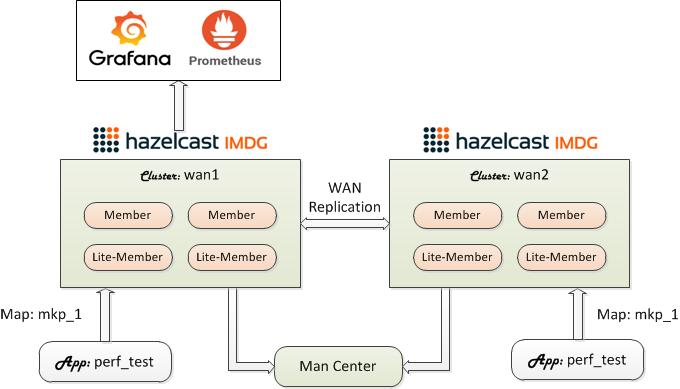 Grafana
Prometheus
hazelcast IMDG
hazelcast IMDG
Cluster: wan1
Cluster: wan2
Member
Member
WAN
Replication
Member
Member
Lite-Member
Lite-Member
Lite-Member
Lite-Member
Map: mkp_1
Map: mkp_1
App: perf_test
Man Center
App: perf_test